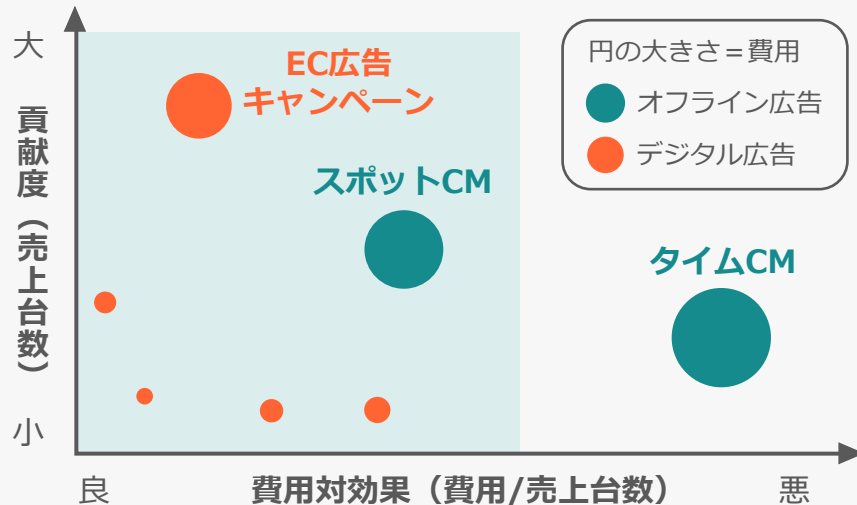 大
貢献度（売上台数）
小
EC広告
キャンペーン
スポットCM
タイムCM
円の大きさ＝費用
オフライン広告
デジタル広告
良
費用対効果（費用/売上台数）
悪